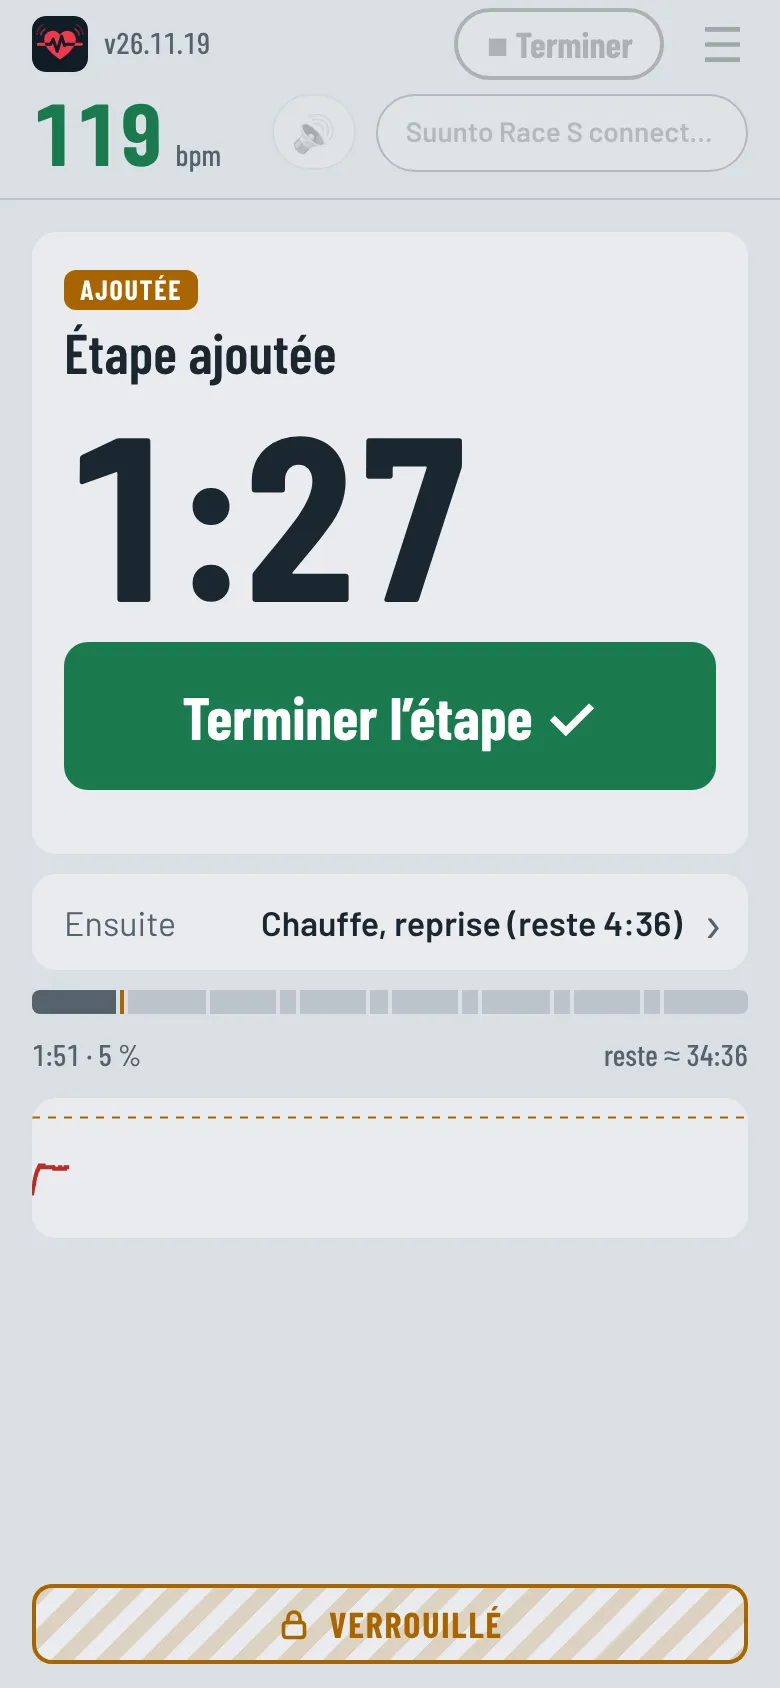 v26.11.19
■ Terminer
119 bpm
Suunto Race S connect...
AJOUTÉE
Étape ajoutée
1:27
Terminer l’étape ✓
Ensuite Chauffe, reprise (reste 4:36) ›
1:51 · 5 % reste ≈ 34:36
VERROUILLÉ